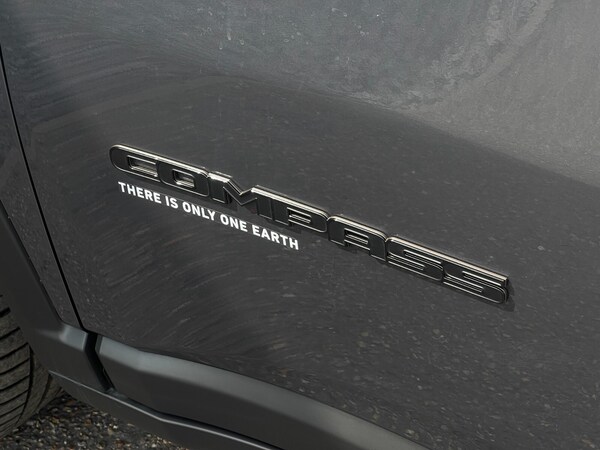 COMPASS
THERE IS ONLY ONE EARTH